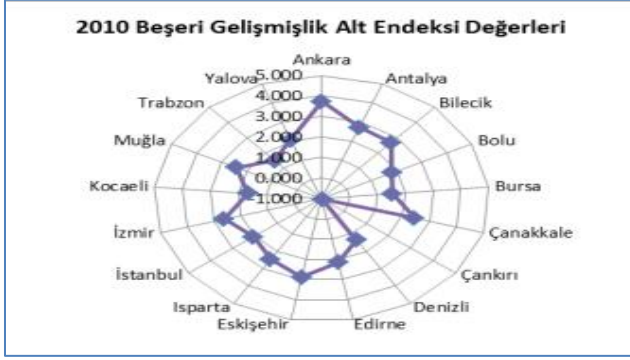 2010 Beşeri Gelişmişlik Alt Endeksi Değerleri
Ankara
Yalova
5.000
Antalya
Trabzon
4.000
Bilecik
3.000
Muğla
2.000
Bolu
1.000
Kocaeli
0.000
Bursa
1.000
İzmir
Çanakkale
İstanbul
Çankırı
Isparta
Denizli
Eskişehir
Edirne